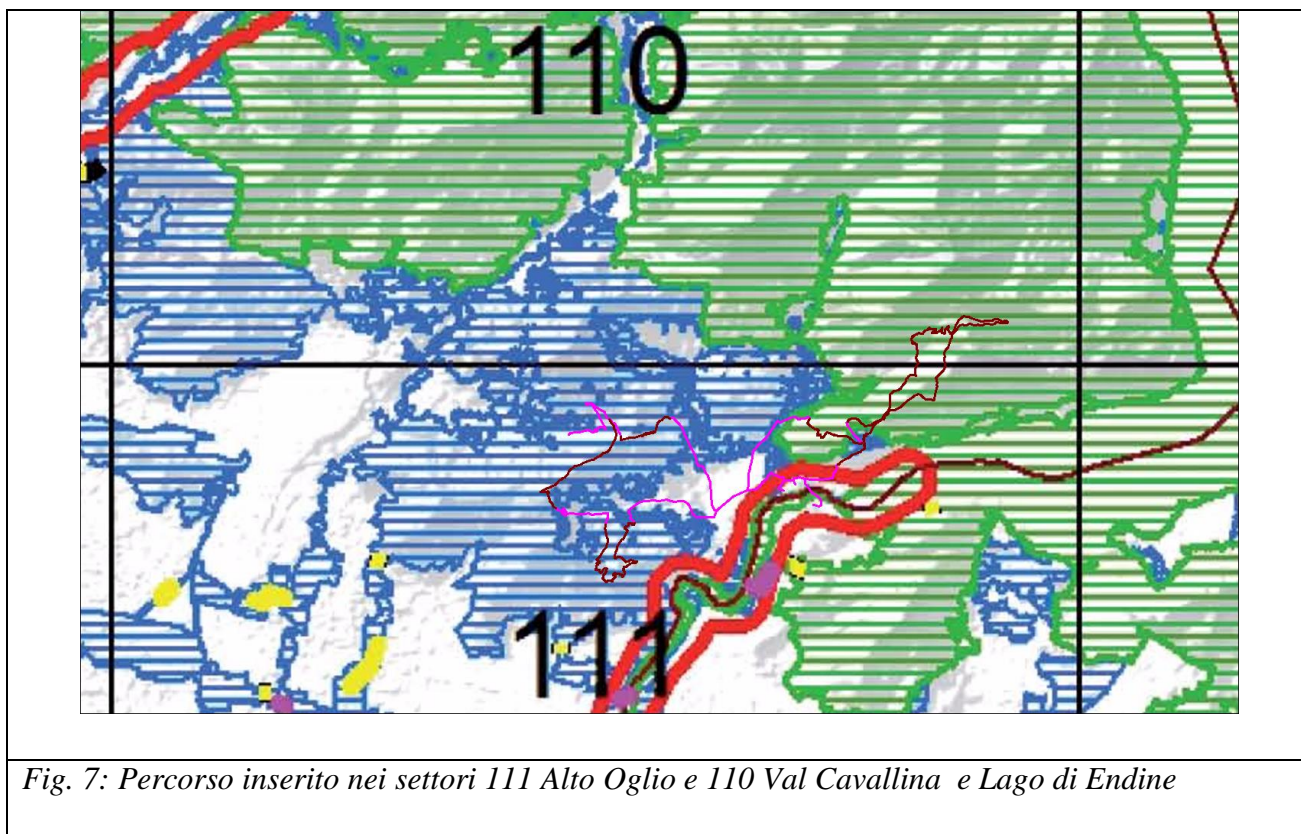 110
111
Fig. 7: Percorso inserito nei settori 111 Alto Oglio e 110 Val Cavallina e Lago di Endine